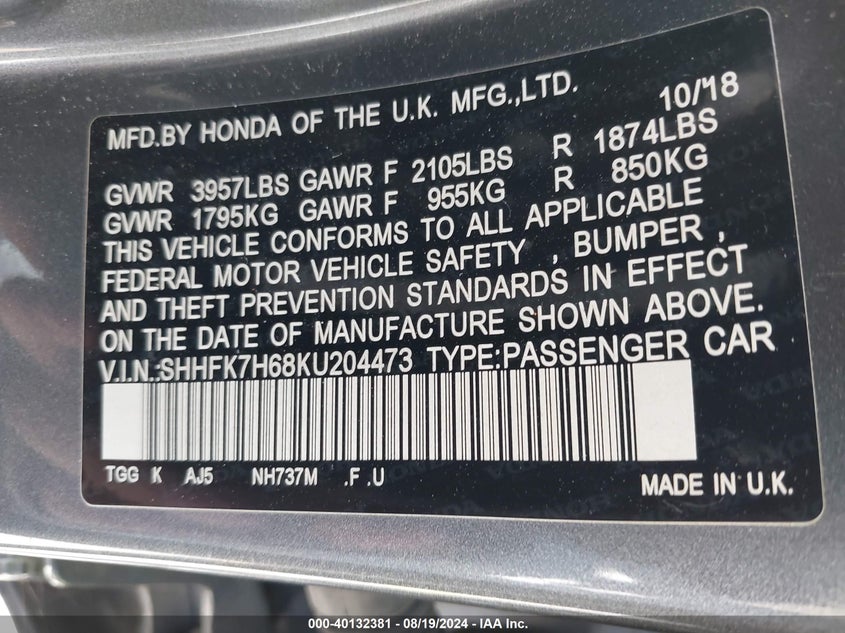 MFD.BY HONDA OF THE U.K. MFG.,LTD. 10/'18
GVWR 3957LBS GAWR F 2105LBS R 1874LBS
GVWR 1795KG GAWR F 955KG R 850KG
THIS VEHICLE CONFORMS TO ALL APPLICABLE
FEDERAL MOTOR VEHICLE SAFETY , BUMPER ,
AND THEFT PREVENTION STANDARDS IN EFFECT
ON THE DATE OF MANUFACTURE SHOWN ABOVE.
V.I.N.:SHHFK7H68KU204473 TYPE:PASSENGER CAR
TGG K AJ5 NH737M .F .U
MADE IN U.K.
000-40132381 - 08/19/2024 - IAA Inc.